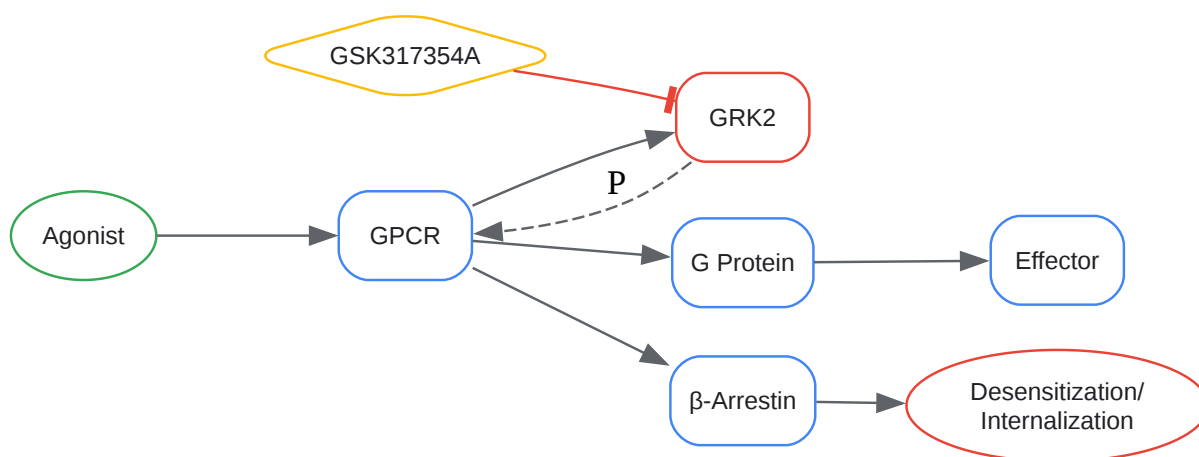 GSK317354A
GRK2
P
Agonist
GPCR
G Protein
Effector
β-Arrestin
Desensitization/
Internalization